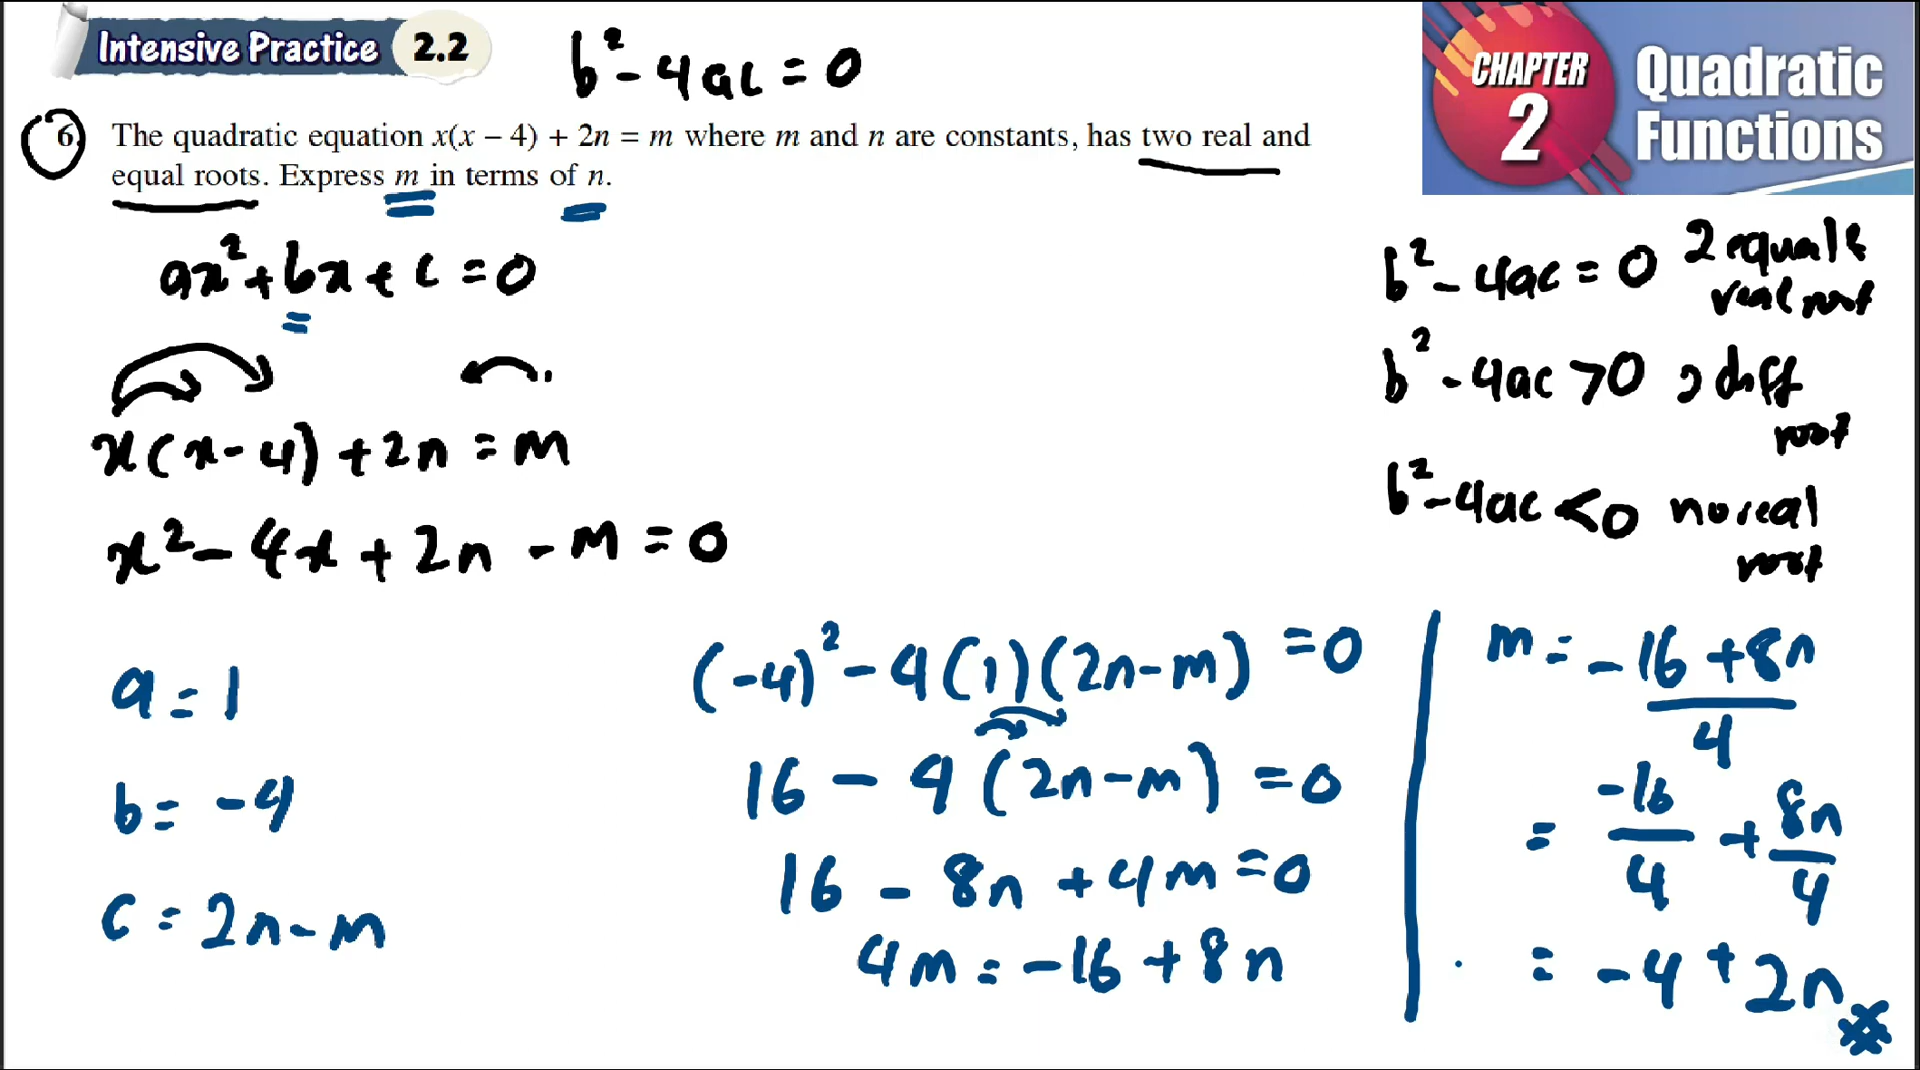 Intensive Practice 2.2
b² - 4ac = 0
CHAPTER 2 Quadratic Functions
6. The quadratic equation x(x – 4) + 2n = m where m and n are constants, has two real and
equal roots. Express m in terms of n.
ax² + bx + c = 0
x(x - 4) + 2n = m
x² - 4x + 2n - m = 0
b² - 4ac = 0 2 equal &
real root
b² - 4ac > 0 2 diff
root
b² - 4ac < 0 no real
root
a = 1
b = -4
c = 2n - m
(-4)² - 4(1)(2n - m) = 0
16 - 4(2n - m) = 0
16 - 8n + 4m = 0
4m = -16 + 8n
m = -16 + 8n
4
= -16/4 + 8n/4
= -4 + 2n